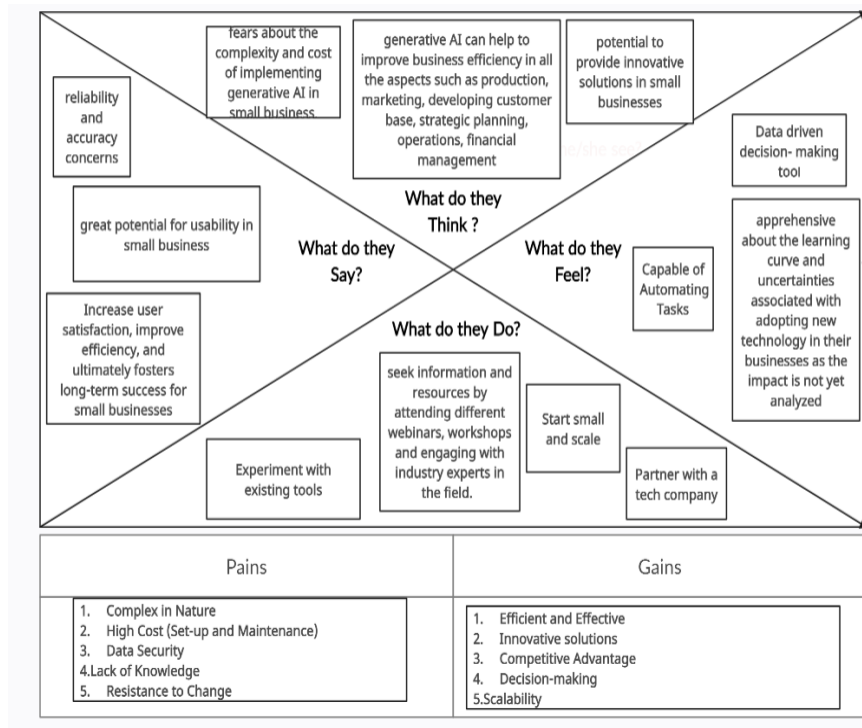 fears about the
complexity and cost
of implementing
generative AI in
small business
generative AI can help to
improve business efficiency in all
the aspects such as production,
marketing, developing customer
base, strategic planning,
operations, financial
management
potential to
provide innovative
solutions in small
businesses
he/she see
What do they
Think ?
reliability
and
accuracy
concerns
great potential for usability in
small business
Increase user
satisfaction, improve
efficiency, and
ultimately fosters
long-term success for
small businesses
What do they
Say?
What do they
Feel?
Data driven
decision- making
tool
Capable of
Automating
Tasks
apprehensive
about the learning
curve and
uncertainties
associated with
adopting new
technology in their
businesses as the
impact is not yet
analyzed
What do they Do?
Experiment with
existing tools
seek information and
resources by
attending different
webinars, workshops
and engaging with
industry experts in
the field.
Start small
and scale
Partner with a
tech company
Pains
1. Complex in Nature
2. High Cost (Set-up and Maintenance)
3. Data Security
4.Lack of Knowledge
5. Resistance to Change
Gains
1. Efficient and Effective
2. Innovative solutions
3. Competitive Advantage
4. Decision-making
5.Scalability